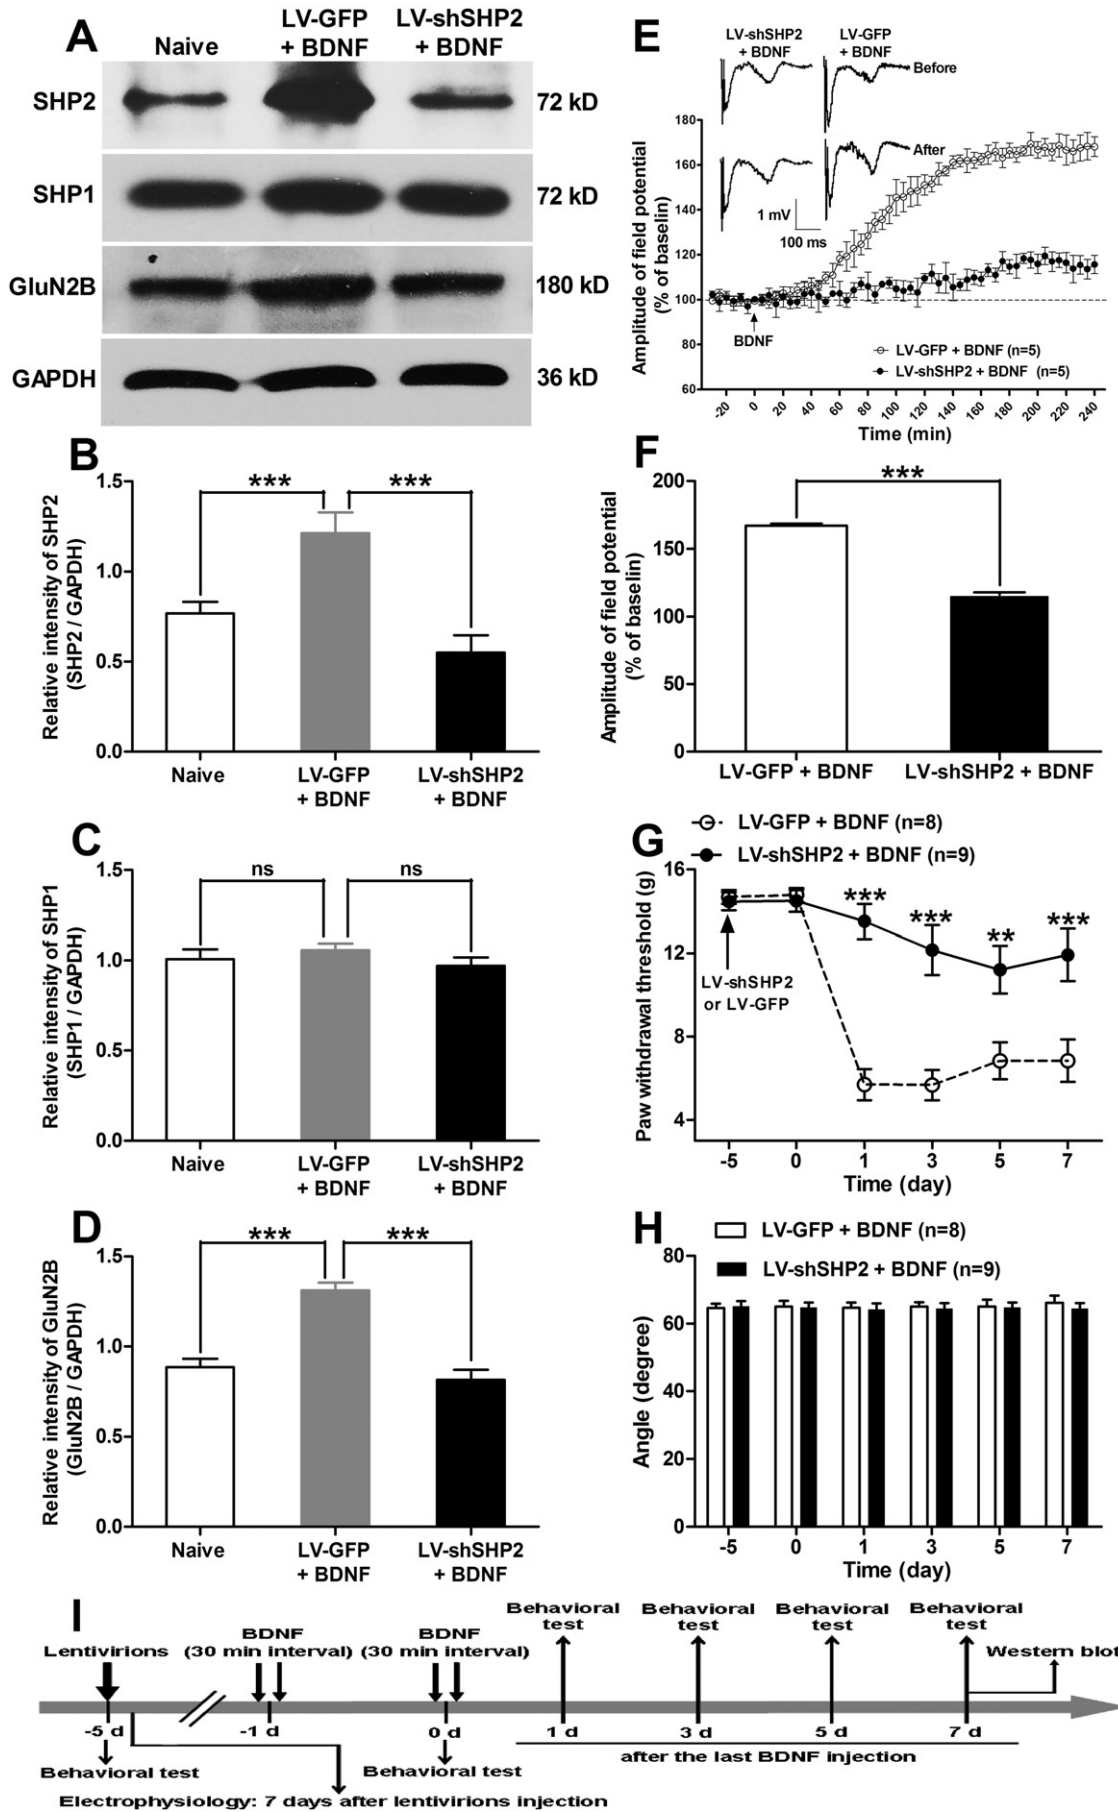 A
Naive
LV-GFP
+ BDNF
LV-shSHP2
+ BDNF
SHP2
72 kD
SHP1
72 kD
GluN2B
180 kD
GAPDH
36 kD
B
Relative intensity of SHP2
(SHP2 / GAPDH)
1.5
1.0
0.5
0.0
***
***
Naive
LV-GFP
+ BDNF
LV-shSHP2
+ BDNF
C
Relative intensity of SHP1
(SHP1 / GAPDH)
1.5
1.0
0.5
0.0
ns
ns
Naive
LV-GFP
+ BDNF
LV-shSHP2
+ BDNF
D
Relative intensity of GluN2B
(GluN2B / GAPDH)
1.5
1.0
0.5
0.0
***
***
Naive
LV-GFP
+ BDNF
LV-shSHP2
+ BDNF
E
LV-shSHP2
+ BDNF
LV-GFP
+ BDNF
Before
After
1 mV
100 ms
Amplitude of field potential
(% of baselin)
180
160
140
120
100
80
60
BDNF
LV-GFP + BDNF (n=5)
LV-shSHP2 + BDNF (n=5)
-20 0 20 40 60 80 100 120 140 160 180 200 220 240
Time (min)
F
Amplitude of field potential
(% of baselin)
200
150
100
50
0
***
LV-GFP + BDNF
LV-shSHP2 + BDNF
G
LV-GFP + BDNF (n=8)
LV-shSHP2 + BDNF (n=9)
Paw withdrawal threshold (g)
16
12
8
4
*** *** ** ***
LV-shSHP2
or LV-GFP
-5 0 1 3 5 7
Time (day)
H
LV-GFP + BDNF (n=8)
LV-shSHP2 + BDNF (n=9)
Angle (degree)
80
60
40
20
0
-5 0 1 3 5 7
Time (day)
I
Lentivirions
BDNF
(30 min interval)
BDNF
(30 min interval)
Behavioral
test
Behavioral
test
Behavioral
test
Behavioral
test
Western blot
-5 d
-1 d
0 d
1 d
3 d
5 d
7 d
after the last BDNF injection
Behavioral test
Behavioral test
Electrophysiology: 7 days after lentivirions injection